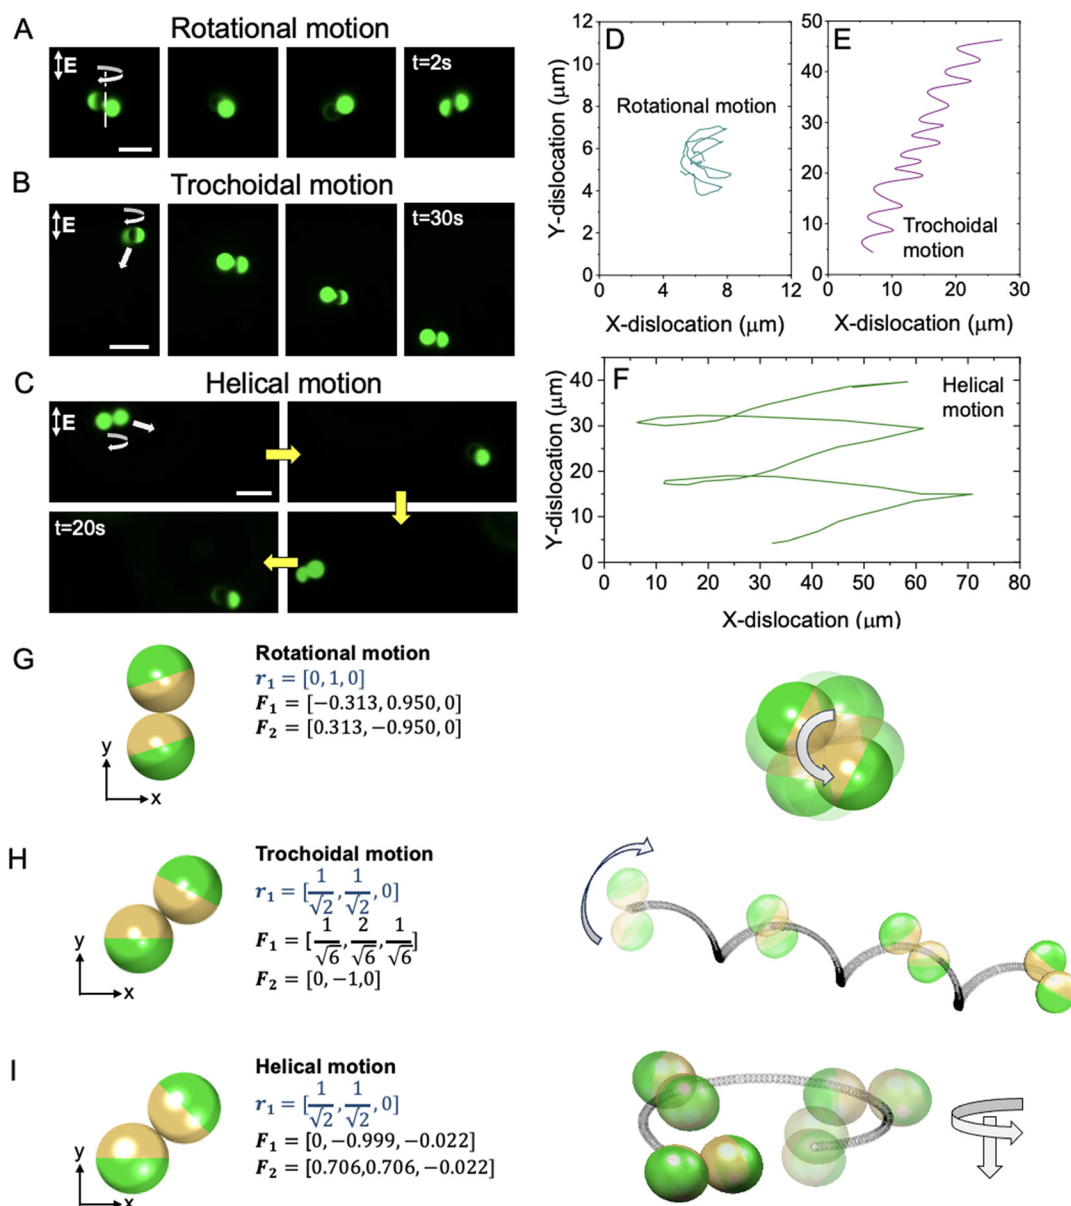 A
Rotational motion
E
t=2s
B
Trochoidal motion
E
t=30s
C
Helical motion
E
t=20s
D
Rotational motion
Y-dislocation (μm)
12
10
8
6
4
2
0
0 4 8 12
X-dislocation (μm)
E
Trochoidal
motion
50
40
30
20
10
0
0 10 20 30
X-dislocation (μm)
F
Helical
motion
Y-dislocation (μm)
40
30
20
10
0
0 10 20 30 40 50 60 70 80
X-dislocation (μm)
G
y
x
Rotational motion
r₁ = [0, 1, 0]
F₁ = [−0.313, 0.950, 0]
F₂ = [0.313, −0.950, 0]
H
y
x
Trochoidal motion
r₁ = [1/√2, 1/√2, 0]
F₁ = [1/√6, 2/√6, 1/√6]
F₂ = [0, −1,0]
I
y
x
Helical motion
r₁ = [1/√2, 1/√2, 0]
F₁ = [0, −0.999, −0.022]
F₂ = [0.706,0.706, −0.022]